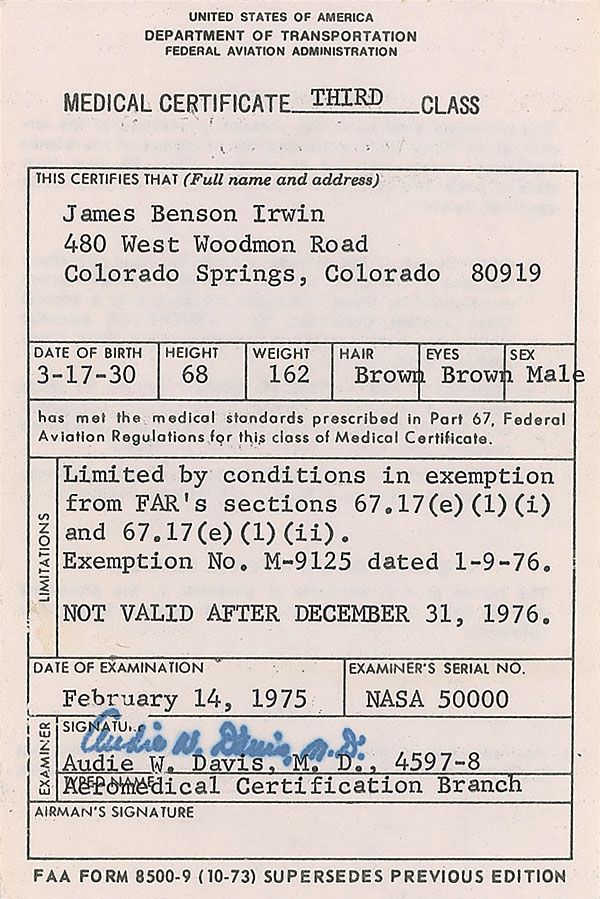 UNITED STATES OF AMERICA
DEPARTMENT OF TRANSPORTATION
FEDERAL AVIATION ADMINISTRATION
MEDICAL CERTIFICATE THIRD CLASS
THIS CERTIFIES THAT (Full name and address)
James Benson Irwin
480 West Woodmon Road
Colorado Springs, Colorado 80919
DATE OF BIRTH HEIGHT WEIGHT HAIR EYES SEX
3-17-30 68 162 Brown Brown Male
has met the medical standards prescribed in Part 67, Federal
Aviation Regulations for this class of Medical Certificate.
LIMITATIONS
Limited by conditions in exemption
from FAR's sections 67.17(e)(1)(i)
and 67.17(e)(1)(ii).
Exemption No. M-9125 dated 1-9-76.
NOT VALID AFTER DECEMBER 31, 1976.
DATE OF EXAMINATION EXAMINER'S SERIAL NO.
February 14, 1975 NASA 50000
EXAMINER
SIGNATU
Audie W. Davis, M.D.
Audie W. Davis, M. D., 4597-8
TYPED NAME
Aeromedical Certification Branch
AIRMAN'S SIGNATURE
FAA FORM 8500-9 (10-73) SUPERSEDES PREVIOUS EDITION